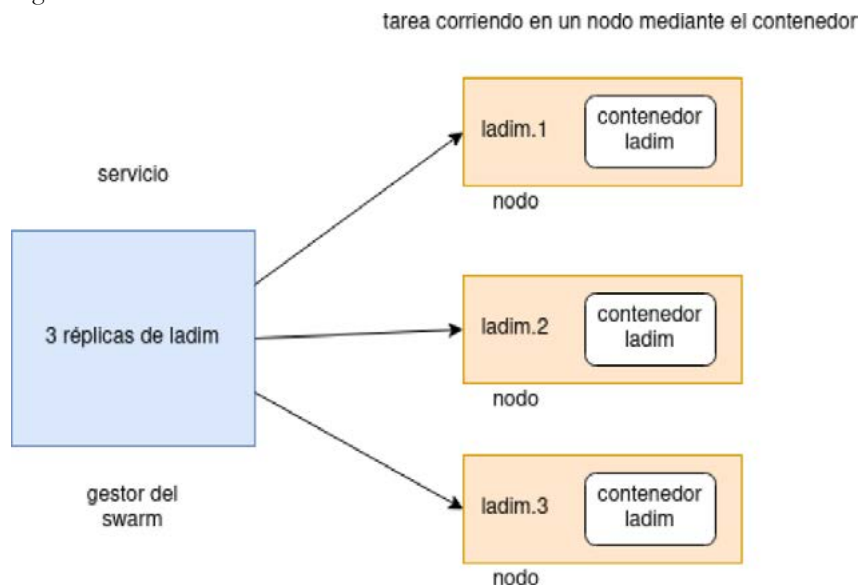 tarea corriendo en un nodo mediante el contenedor
ladim.1
contenedor
ladim
nodo
servicio
3 réplicas de ladim
gestor del
swarm
ladim.2
contenedor
ladim
nodo
ladim.3
contenedor
ladim
nodo